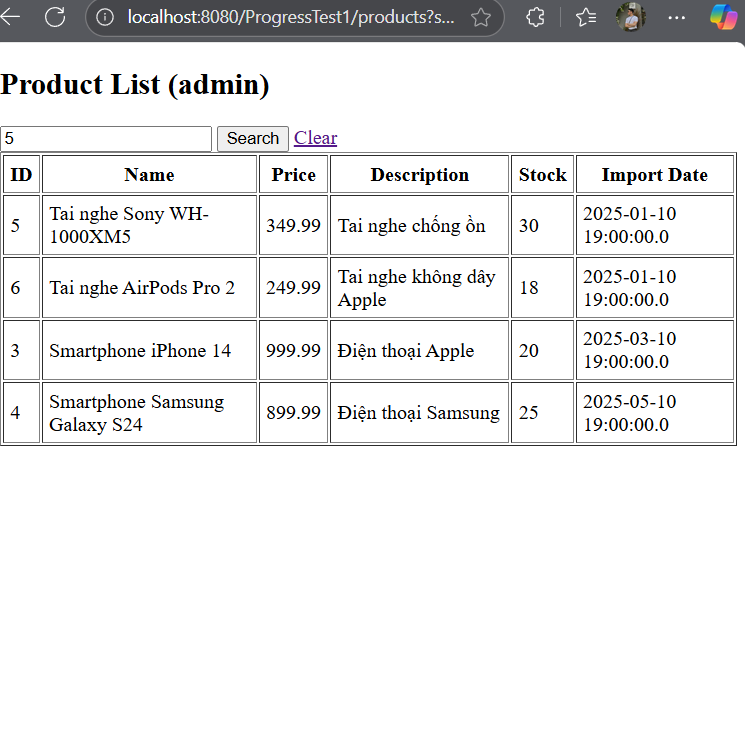 localhost:8080/ProgressTest1/products?s...
Product List (admin)
5 Search Clear
ID Name Price Description Stock Import Date
5 Tai nghe Sony WH-1000XM5 349.99 Tai nghe chống ồn 30 2025-01-10 19:00:00.0
6 Tai nghe AirPods Pro 2 249.99 Tai nghe không dây Apple 18 2025-01-10 19:00:00.0
3 Smartphone iPhone 14 999.99 Điện thoại Apple 20 2025-03-10 19:00:00.0
4 Smartphone Samsung Galaxy S24 899.99 Điện thoại Samsung 25 2025-05-10 19:00:00.0